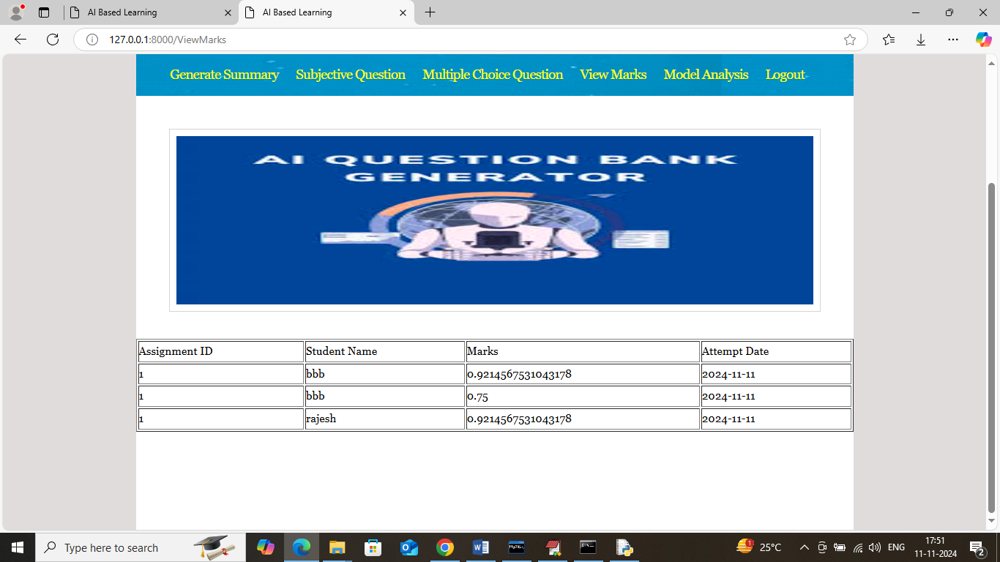 AI Based Learning
AI Based Learning
127.0.0.1:8000/ViewMarks
Generate Summary Subjective Question Multiple Choice Question View Marks Model Analysis Logout
AI QUESTION BANK
GENERATOR
Assignment ID Student Name Marks Attempt Date
1 bbb 0.9214567531043178 2024-11-11
1 bbb 0.75 2024-11-11
1 rajesh 0.9214567531043178 2024-11-11
Type here to search
1
25°C
ENG
17:51
11-11-2024
2